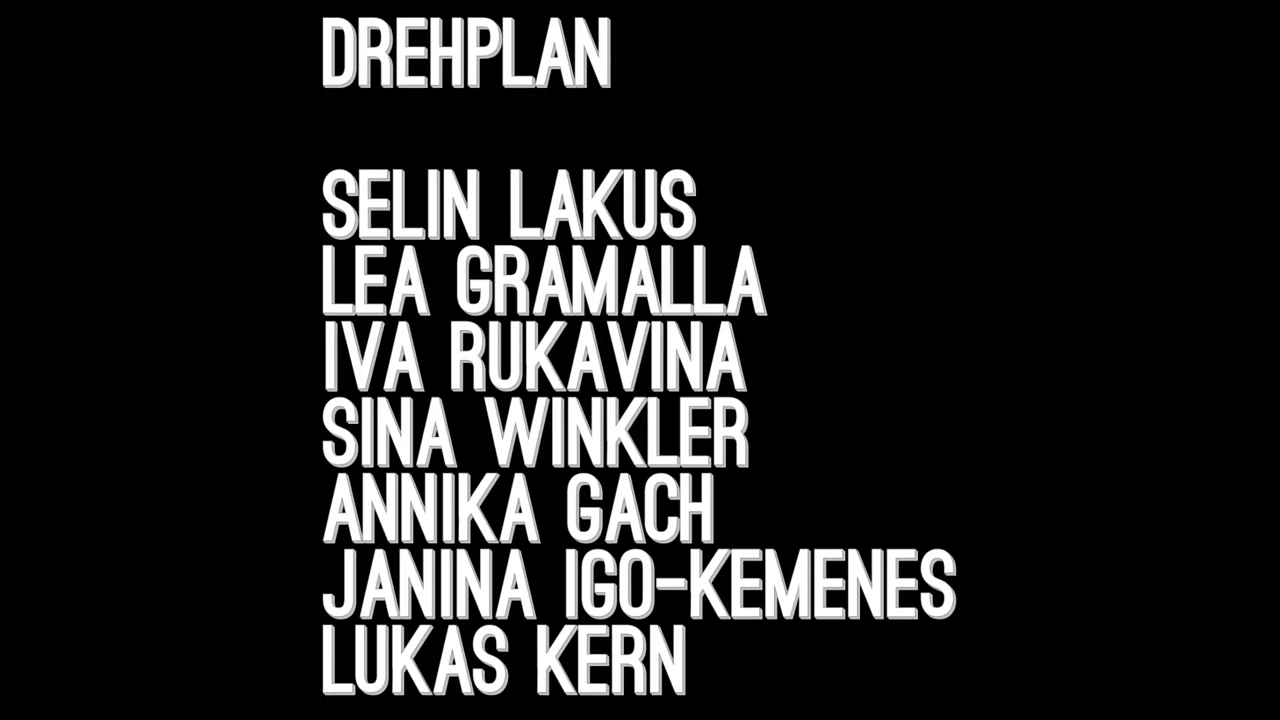 DREHPLAN
SELIN LAKUS
LEA GRAMALLA
IVA RUKAVINA
SINA WINKLER
ANNIKA GACH
JANINA IGO-KEMENES
LUKAS KERN